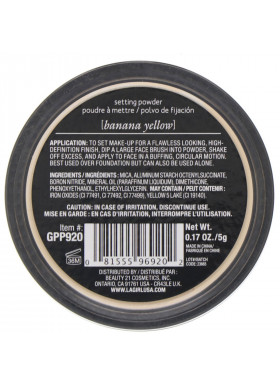 setting powder
poudre à mettre / polvo de fijación
[banana yellow]
APPLICATION: TO SET MAKE-UP FOR A FLAWLESS LOOKING, HIGH-
DEFINITION FINISH, DIP A LARGE FACE BRUSH INTO POWDER, SHAKE
OFF EXCESS, AND APPLY TO FACE IN A BUFFING, CIRCULAR MOTION.
BEST USED OVER FOUNDATION BUT CAN ALSO BE USED ALONE.
INGREDIENTS/INGRÉDIENTS: MICA, ALUMINUM STARCH OCTENYLSUCCINATE,
BORON NITRIDE, MINERAL OIL (PARAFFINUM LIQUIDUM), DIMETHICONE,
PHENOXYETHANOL, ETHYLHEXYLGLYCERIN. MAY CONTAIN / PEUT CONTENIR :
IRON OXIDES (CI 77491, CI 77492, CI 77499), YELLOW 5 LAKE (CI 19140).
CAUTION: IN CASE OF IRRITATION, DISCONTINUE USE.
MISE EN GARDE: EN CAS D'IRRITATION, INTERROMPRE L'UTILISATION.
Item #:
GPP920
36M
0 81555 96920 2
Net Wt.
0.17 OZ./5g
MADE IN CHINA/
FABRIQUÉ EN CHINE
LOT#/BATCH
DISTRIBUTED BY / DISTRIBUÉ PAR :
BEAUTY 21 COSMETICS, INC.
ONTARIO, CA 91761 USA - CR43LE U.K.
WWW.LAGIRLUSA.COM